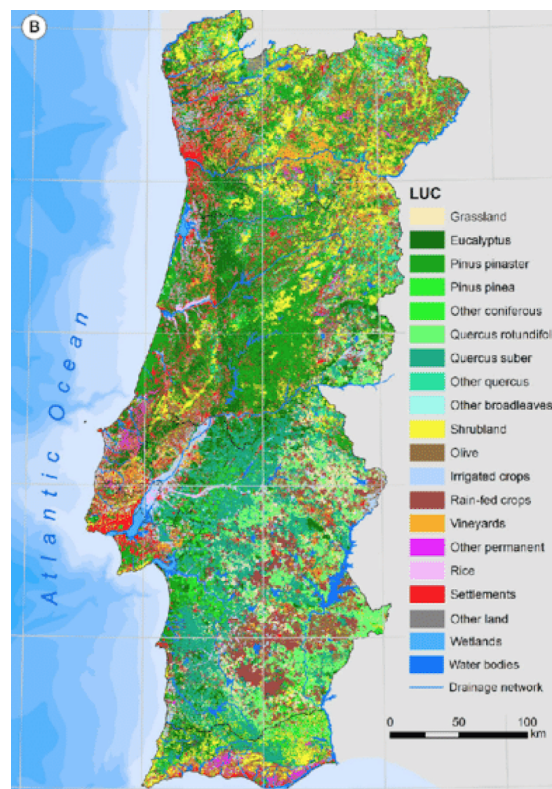 B
Atlantic Ocean
LUC
Grassland
Eucalyptus
Pinus pinaster
Pinus pinea
Other coniferous
Quercus rotundifol
Quercus suber
Other quercus
Other broadleaves
Shrubland
Olive
Irrigated crops
Rain-fed crops
Vineyards
Other permanent
Rice
Settlements
Other land
Wetlands
Water bodies
Drainage network
0 50 100
km